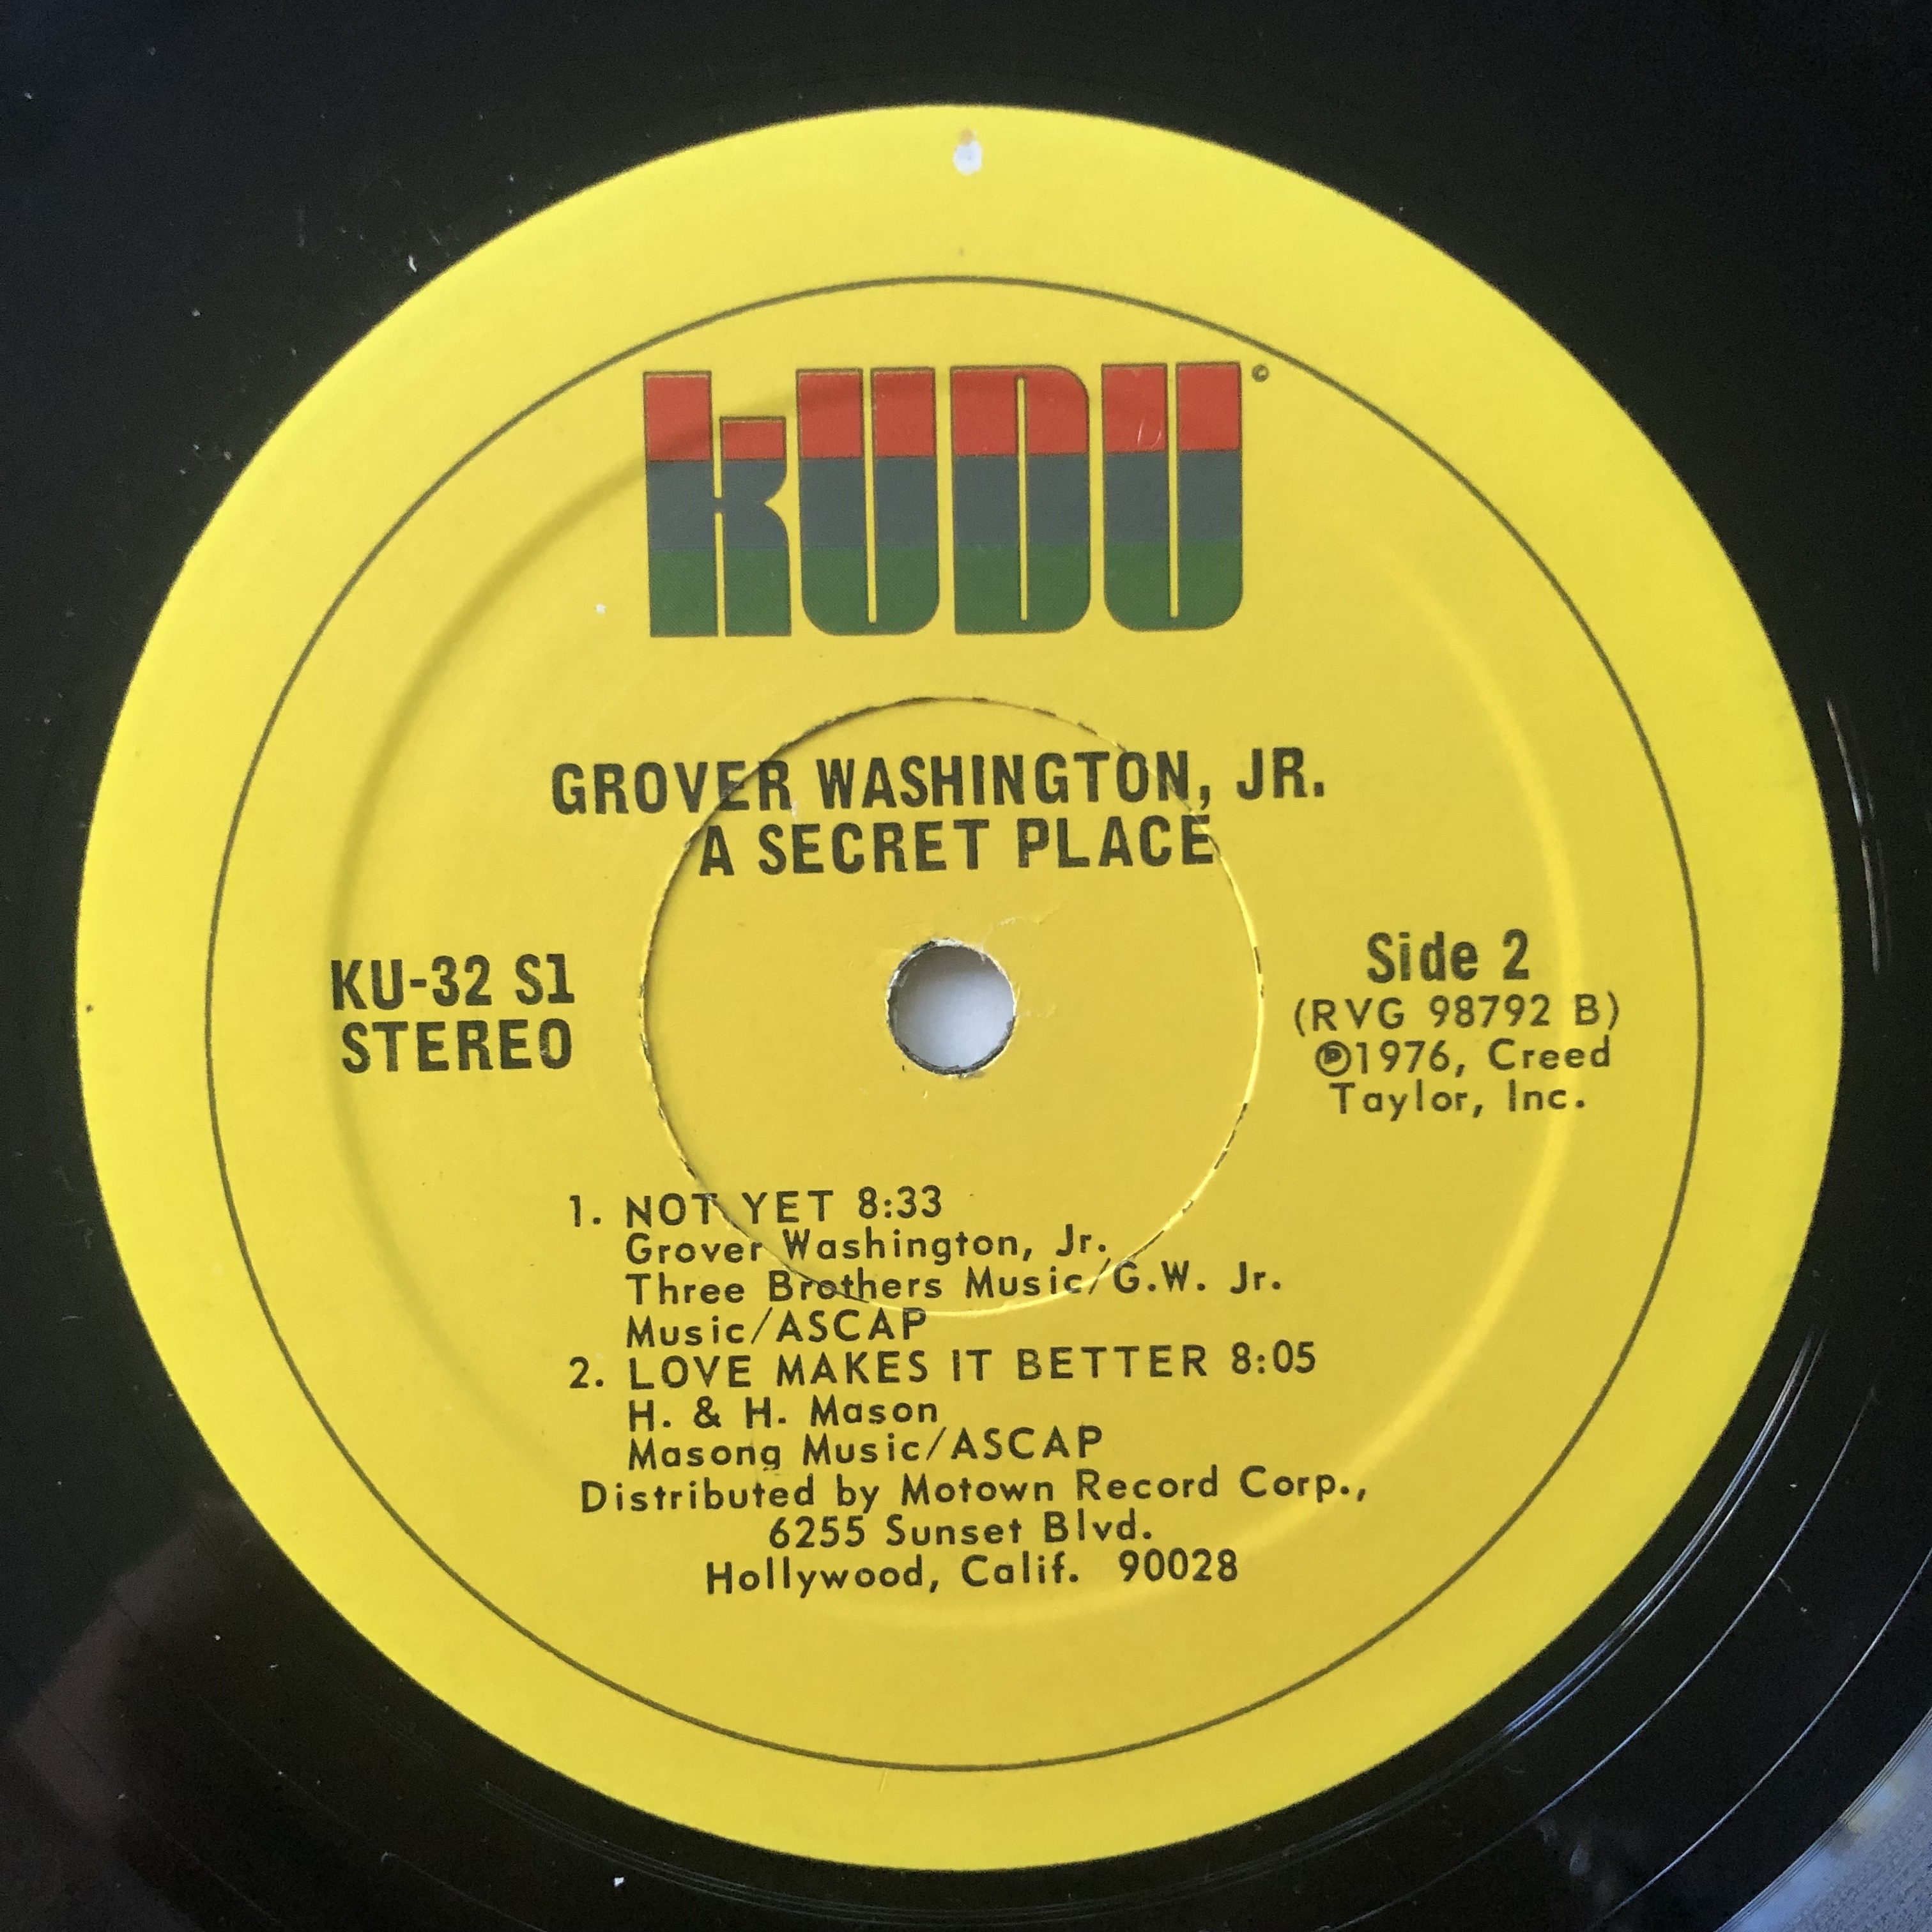 kUDU ©
GROVER WASHINGTON, JR.
A SECRET PLACE
KU-32 S1
STEREO
Side 2
(RVG 98792 B)
℗1976, Creed
Taylor, Inc.
1. NOT YET 8:33
Grover Washington, Jr.
Three Brothers Music/G.W. Jr.
Music/ASCAP
2. LOVE MAKES IT BETTER 8:05
H. & H. Mason
Masong Music/ASCAP
Distributed by Motown Record Corp.,
6255 Sunset Blvd.
Hollywood, Calif. 90028